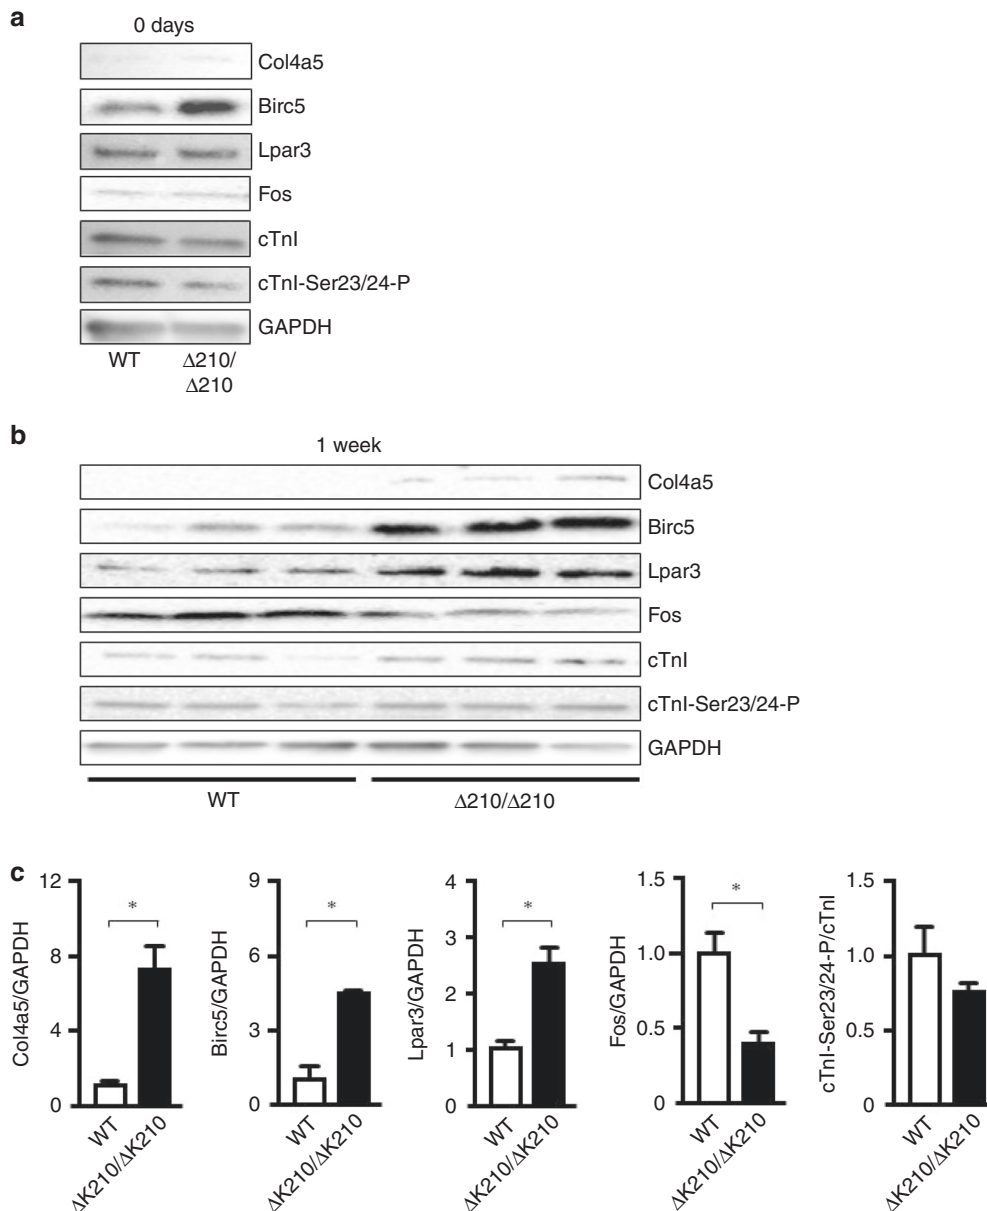 a
0 days
Col4a5
Birc5
Lpar3
Fos
cTnI
cTnI-Ser23/24-P
GAPDH
WT
Δ210/
Δ210
b
1 week
Col4a5
Birc5
Lpar3
Fos
cTnI
cTnI-Ser23/24-P
GAPDH
WT
Δ210/Δ210
c
Col4a5/GAPDH
12
8
4
0
*
WT
ΔK210/ΔK210
Birc5/GAPDH
9
6
3
0
*
WT
ΔK210/ΔK210
Lpar3/GAPDH
4
3
2
1
0
*
WT
ΔK210/ΔK210
Fos/GAPDH
1.5
1.0
0.5
0
*
WT
ΔK210/ΔK210
cTnI-Ser23/24-P/cTnI
1.5
1.0
0.5
0
WT
ΔK210/ΔK210